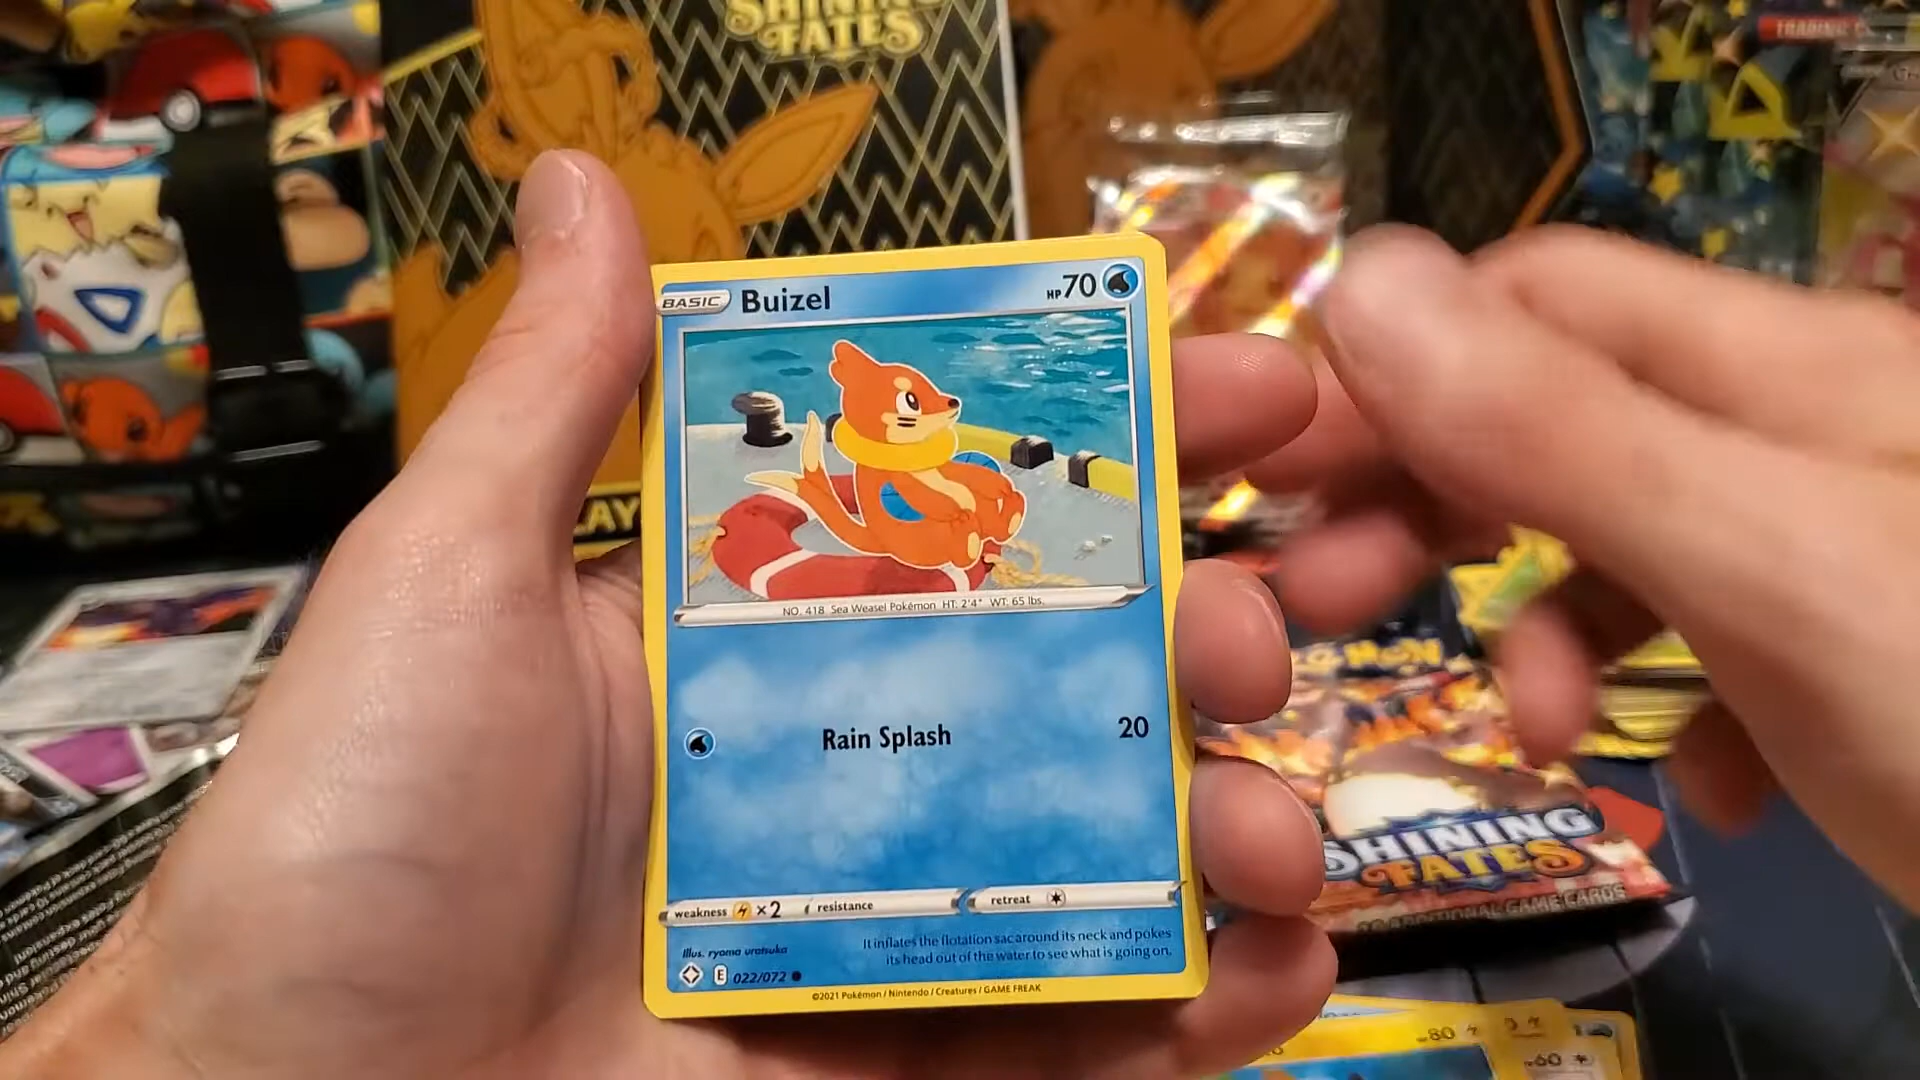 SHINING
FATES
TRADING C
LAY
BASIC Buizel HP 70
NO. 418 Sea Weasel Pokémon HT: 2'4" WT: 65 lbs.
Rain Splash 20
weakness ×2 resistance retreat
Illus. ryoma uratsuka
It inflates the flotation sac around its neck and pokes
its head out of the water to see what is going on.
E 022/072
©2021 Pokémon / Nintendo / Creatures / GAME FREAK
SHINING
FATES
ADDITIONAL GAME CARDS
80
60